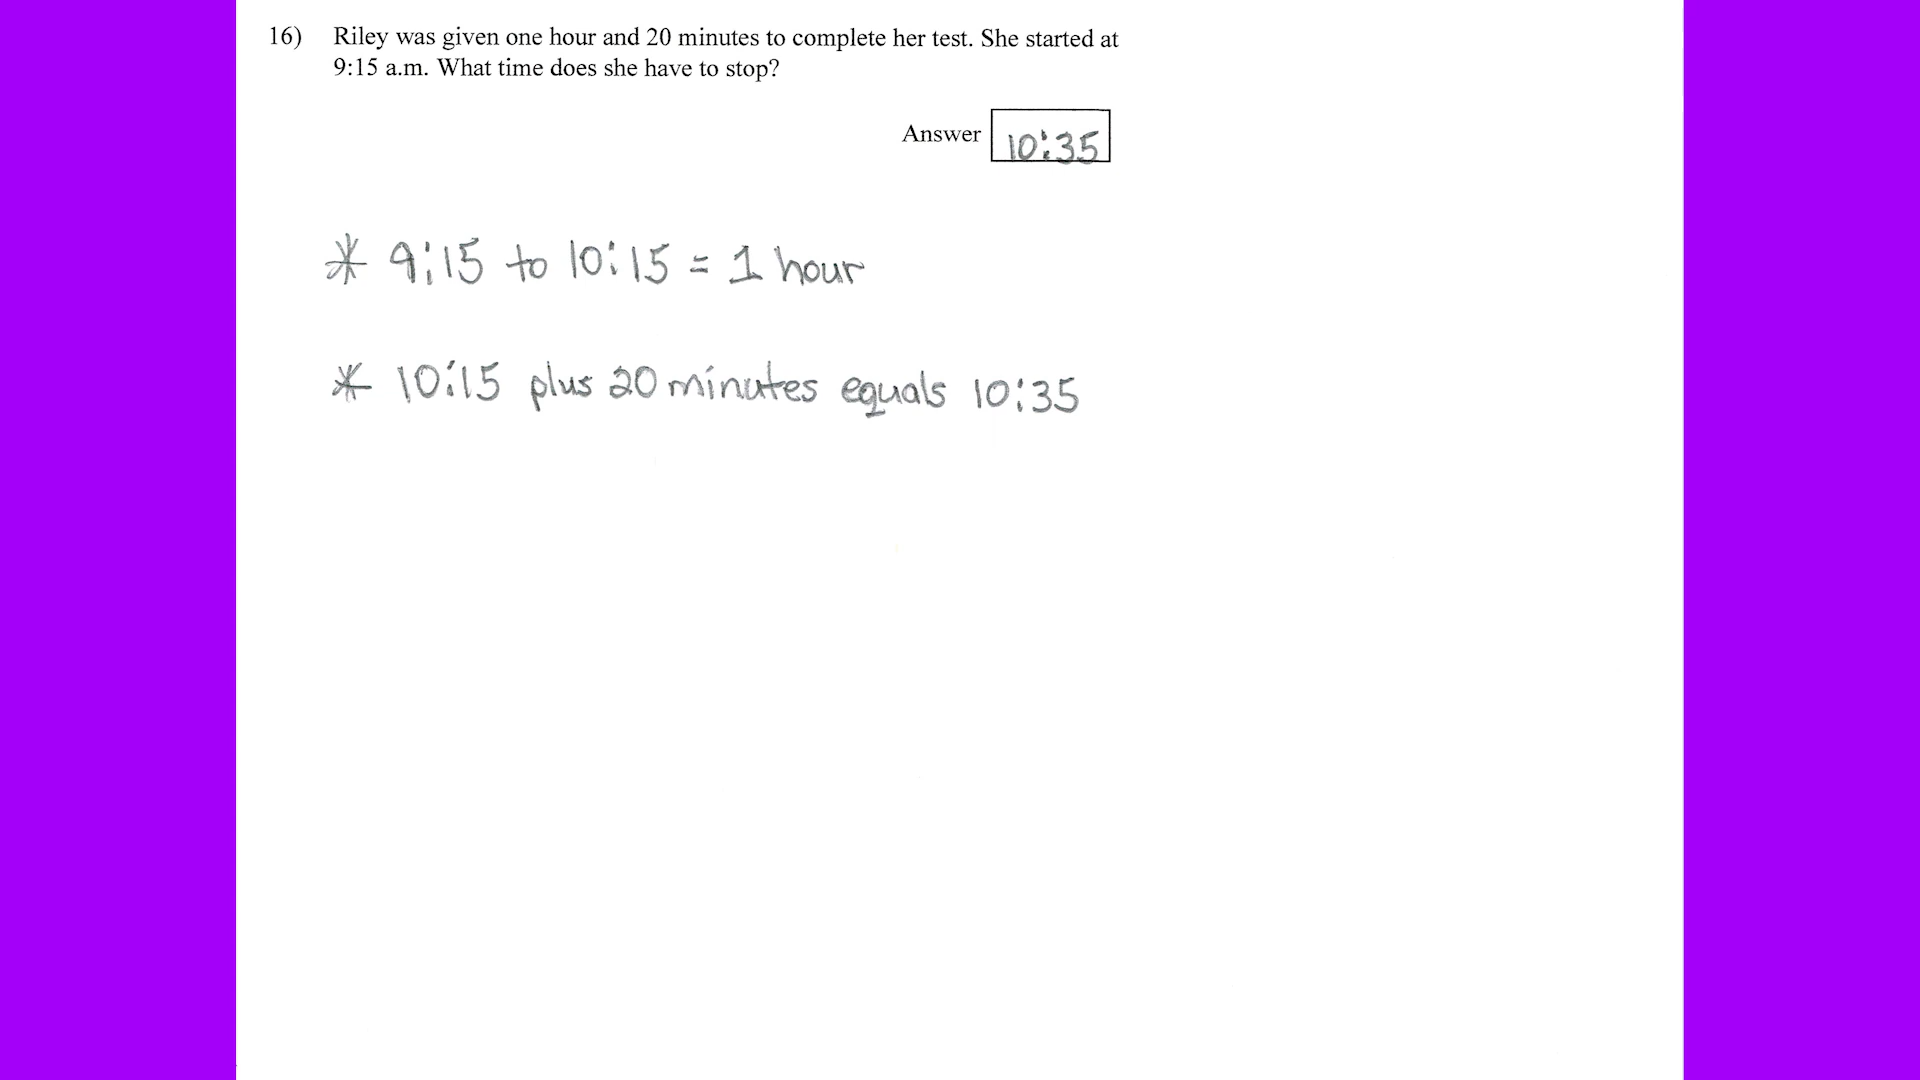 16) Riley was given one hour and 20 minutes to complete her test. She started at
9:15 a.m. What time does she have to stop?
Answer 10:35
* 9:15 to 10:15 = 1 hour
* 10:15 plus 20 minutes equals 10:35